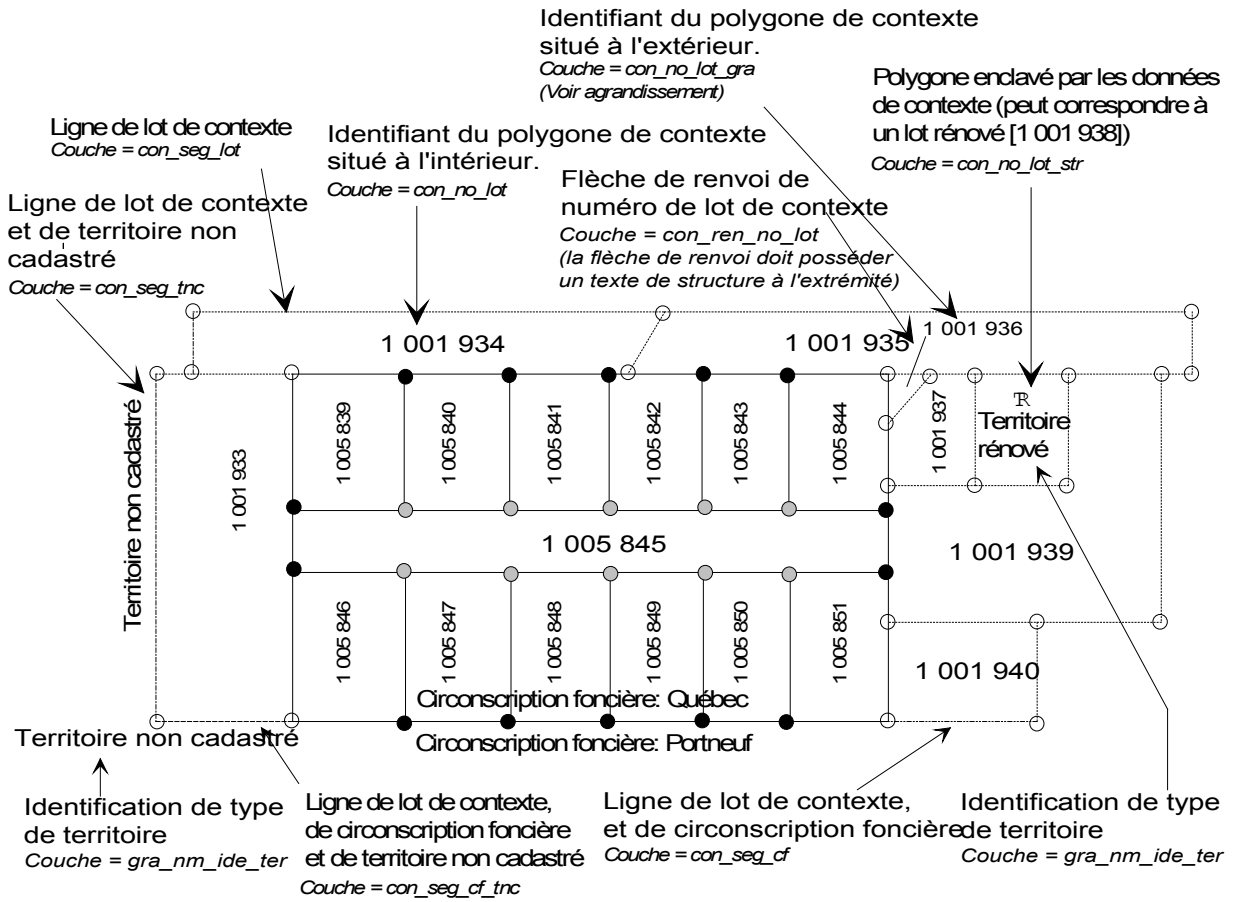 Identifiant du polygone de contexte
situé à l'extérieur.
Couche = con_no_lot_gra
(Voir agrandissement)
Polygone enclavé par les données
de contexte (peut correspondre à
un lot rénové [1 001 938])
Couche = con_no_lot_str
Ligne de lot de contexte
Couche = con_seg_lot
Identifiant du polygone de contexte
situé à l'intérieur.
Couche = con_no_lot
Flèche de renvoi de
numéro de lot de contexte
Couche = con_ren_no_lot
(la flèche de renvoi doit posséder
un texte de structure à l'extrémité)
Ligne de lot de contexte
et de territoire non
cadastré
Couche = con_seg_tnc
1 001 934
1 001 935
1 001 936
Territoire non cadastré
1 001 933
1 005 839
1 005 840
1 005 841
1 005 842
1 005 843
1 005 844
1 001 937
TR
Territoire
rénové
1 005 845
1 001 939
1 005 846
1 005 847
1 005 848
1 005 849
1 005 850
1 005 851
1 001 940
Circonscription foncière: Québec
Circonscription foncière: Portneuf
Territoire non cadastré
Identification de type
de territoire
Couche = gra_nm_ide_ter
Ligne de lot de contexte,
de circonscription foncière
et de territoire non cadastré
Couche = con_seg_cf_tnc
Ligne de lot de contexte,
et de circonscription foncière
Couche = con_seg_cf
Identification de type
de territoire
Couche = gra_nm_ide_ter